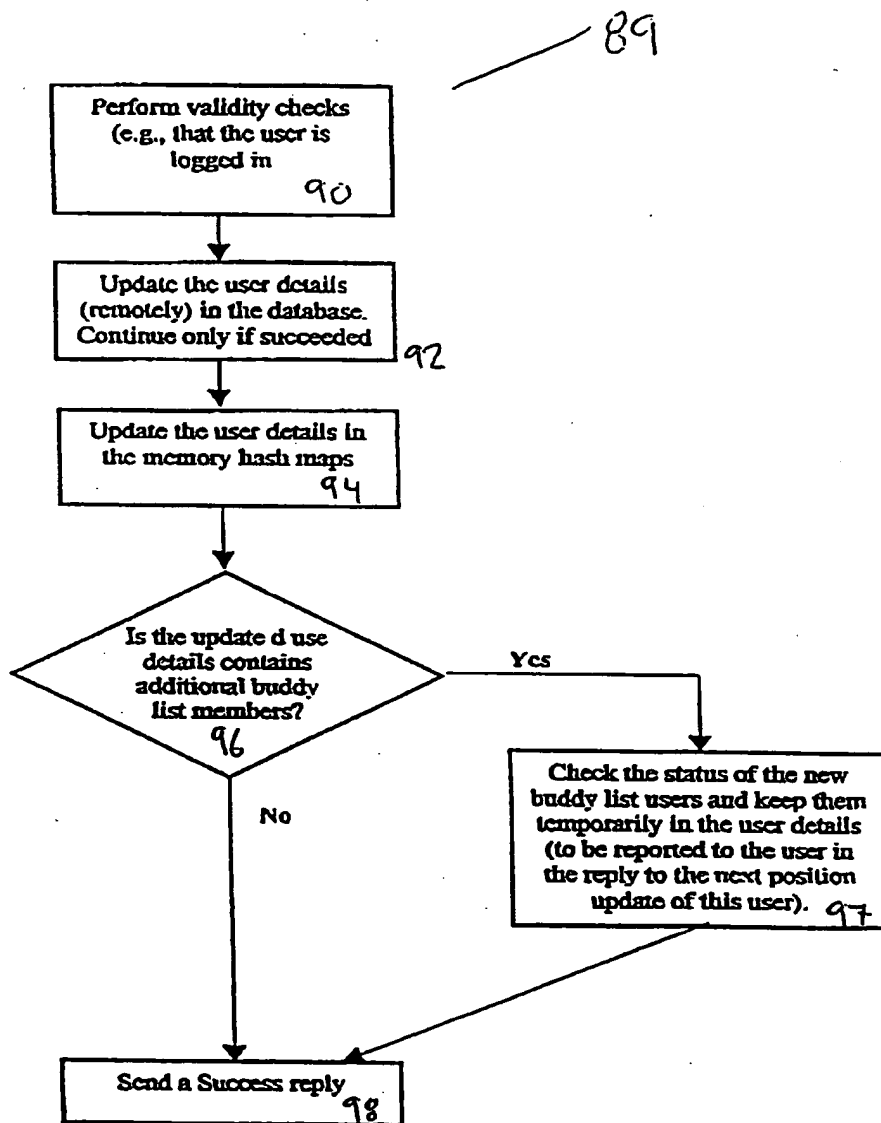 89
Perform validity checks
(e.g., that the user is
logged in
90
Update the user details
(remotely) in the database.
Continue only if succeeded
92
Update the user details in
the memory hash maps
94
Is the update d use
details contains
additional buddy
list members?
96
Yes
No
Check the status of the new
buddy list users and keep them
temporarily in the user details
(to be reported to the user in
the reply to the next position
update of this user).
97
Send a Success reply
98